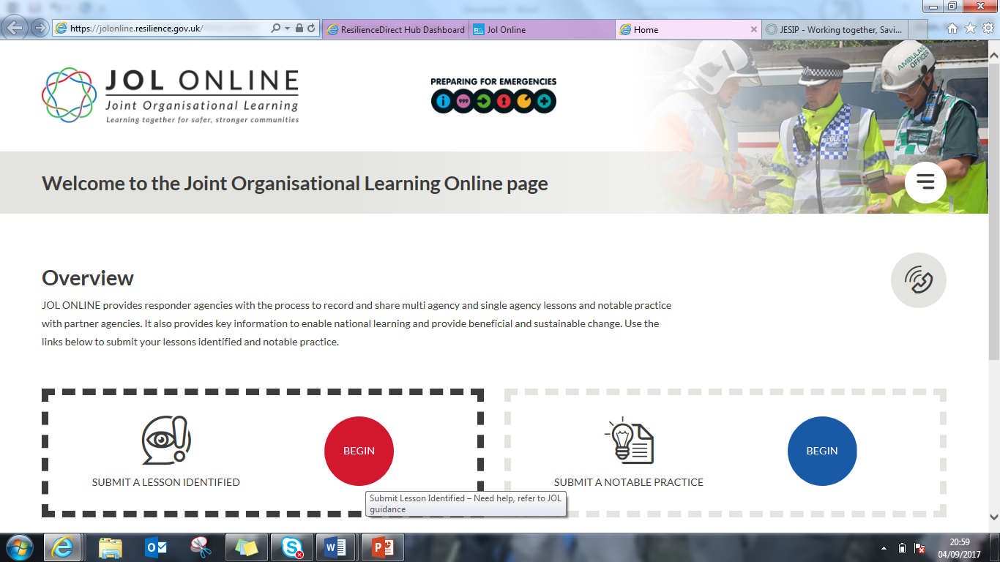 https://jolonline.resilience.gov.uk/
ResilienceDirect Hub Dashboard
Jol Online
Home
JESIP - Working together, Savi...
JOL ONLINE
Joint Organisational Learning
Learning together for safer, stronger communities
PREPARING FOR EMERGENCIES
999
AMBULANCE
OFFICER
POLICE
Welcome to the Joint Organisational Learning Online page
Overview
JOL ONLINE provides responder agencies with the process to record and share multi agency and single agency lessons and notable practice
with partner agencies. It also provides key information to enable national learning and provide beneficial and sustainable change. Use the
links below to submit your lessons identified and notable practice.
BEGIN
SUBMIT A LESSON IDENTIFIED
BEGIN
SUBMIT A NOTABLE PRACTICE
Submit Lesson Identified – Need help, refer to JOL
guidance
20:59
04/09/2017